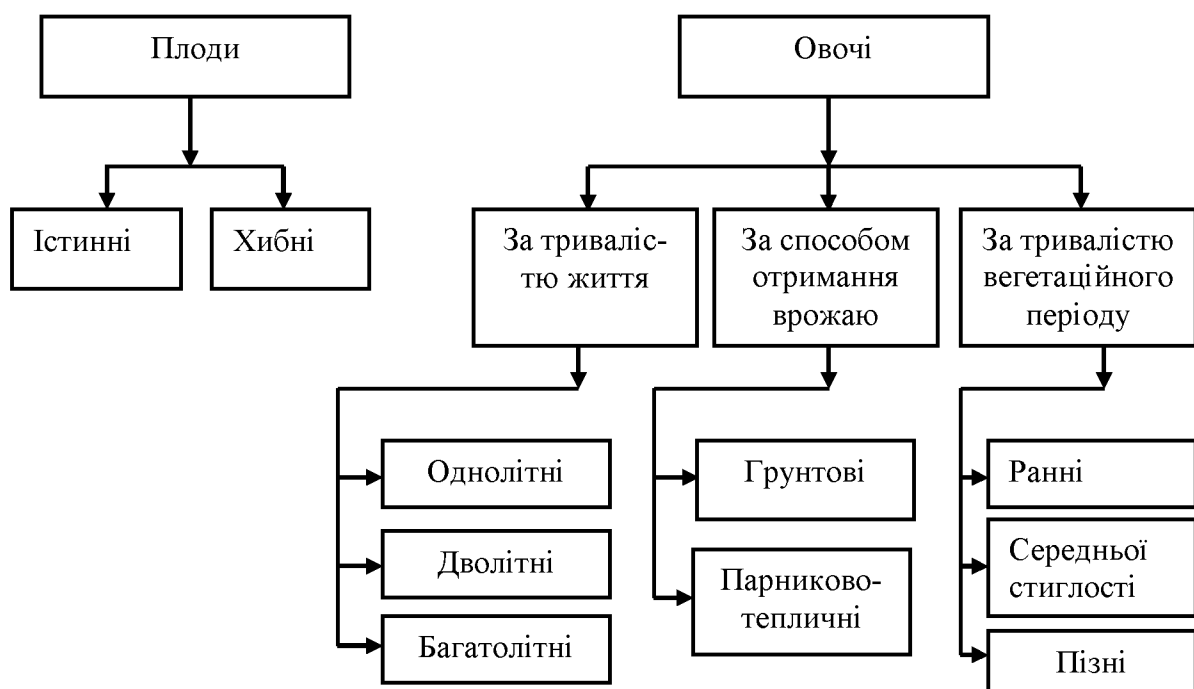 Плоди
Овочі
Істинні
Хибні
За триваліс-
тю життя
За способом
отримання
врожаю
За тривалістю
вегетаційного
періоду
Однолітні
Дволітні
Багатолітні
Грунтові
Парниково-
тепличні
Ранні
Середньої
стиглості
Пізні